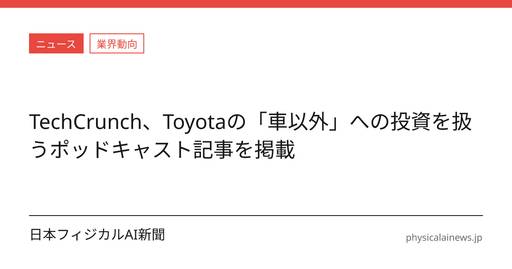 ニュース 業界動向
TechCrunch、Toyotaの「車以外」への投資を扱
うポッドキャスト記事を掲載
日本フィジカルAI新聞
physicalainews.jp